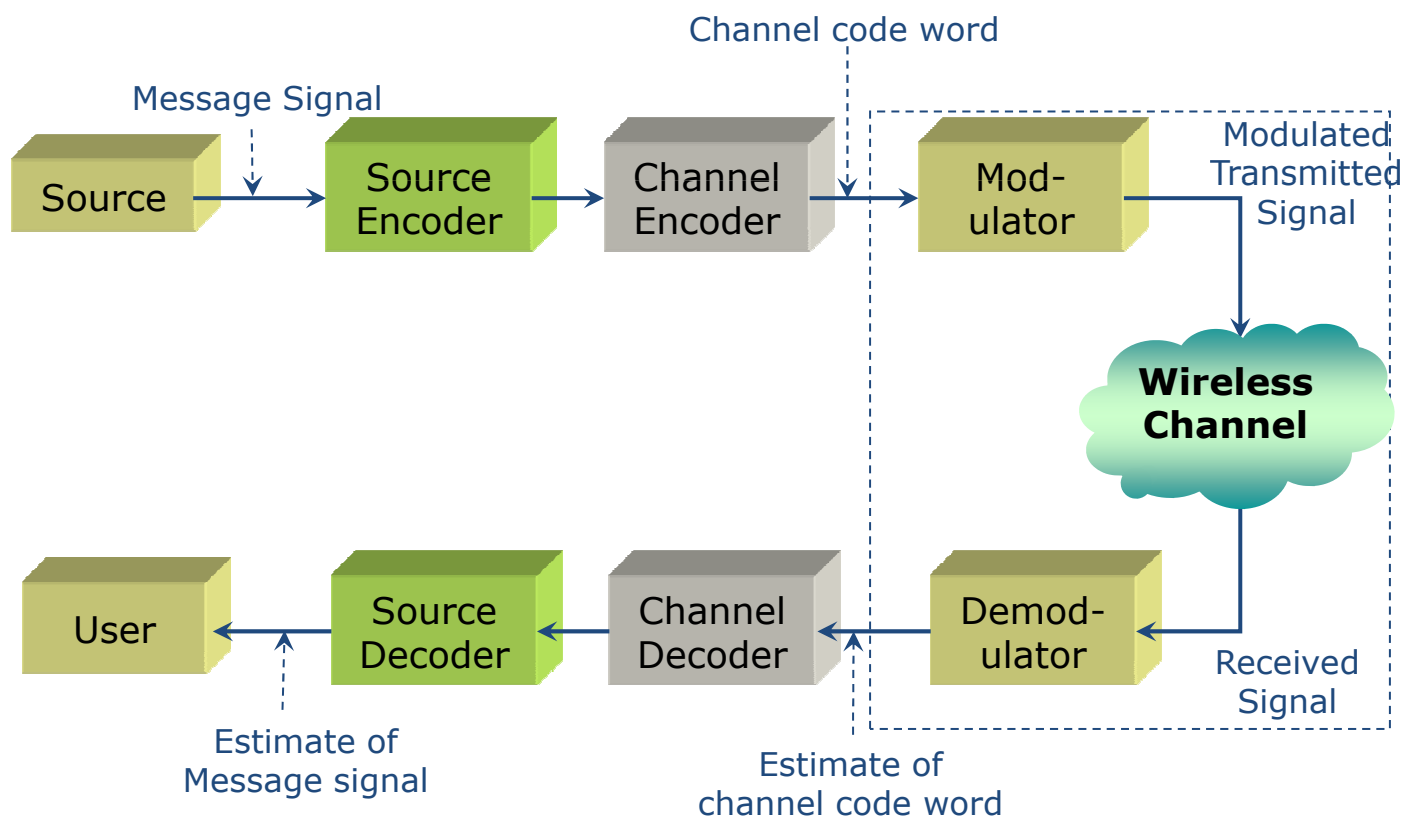 Channel code word
Message Signal
Source
Source
Encoder
Channel
Encoder
Mod-
ulator
Modulated
Transmitted
Signal
Wireless
Channel
User
Source
Decoder
Channel
Decoder
Demod-
ulator
Received
Signal
Estimate of
Message signal
Estimate of
channel code word